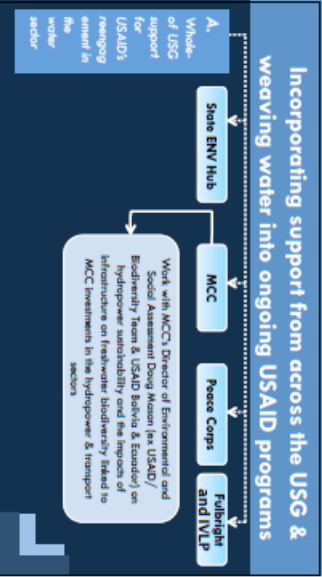 Incorporating support from across the USG &
weaving water into ongoing USAID programs
A.
Whole-
of USG
support
for
USAID's
reengag
ement in
the
water
sector
State ENV Hub
MCC
Peace Corps
Fulbright
and IVLP
Work with MCC's Director of Environmental and
Social Assessment Doug Mason (ex USAID/
Biodiversity Team & USAID Bolivia & Ecuador) on
hydropower sustainability and the impacts of
infrastructure on freshwater biodiversity linked to
MCC investments in the hydropower & transport
sectors